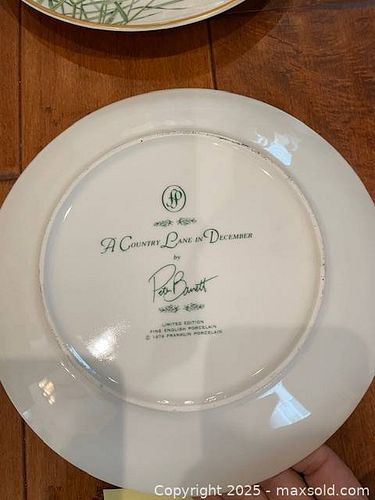 FP
A COUNTRY LANE IN DECEMBER
by
Peter Barrett
LIMITED EDITION
FINE ENGLISH PORCELAIN
© 1979 FRANKLIN PORCELAIN
Copyright 2025 - maxsold.com